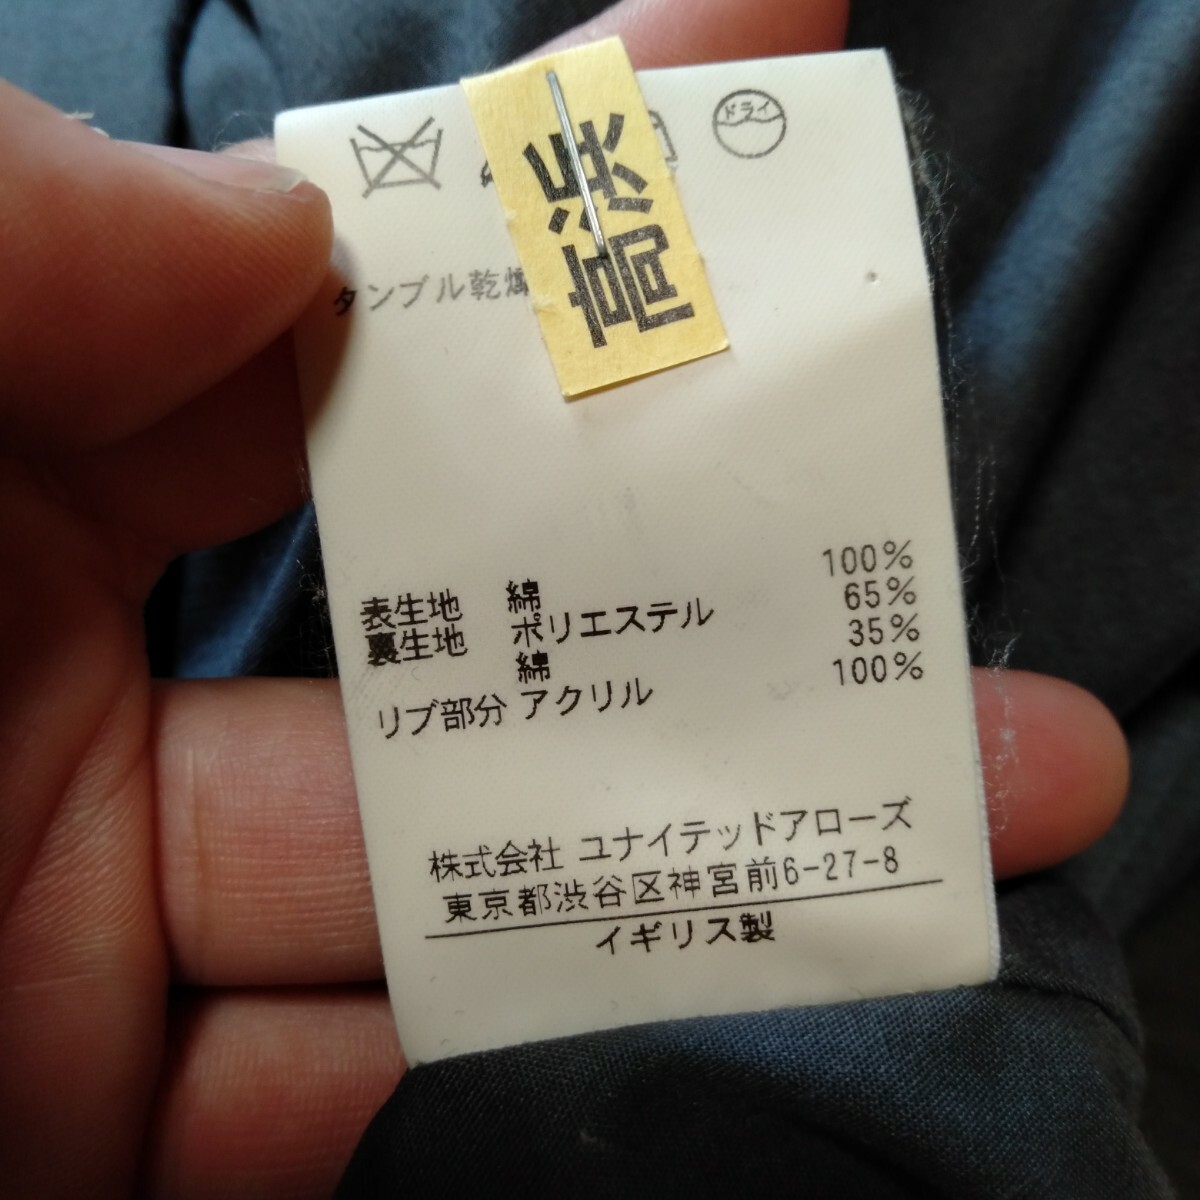 ドライ
高浜
タンブル乾燥
100%
表生地 綿 65%
裏生地 ポリエステル 35%
綿 100%
リブ部分 アクリル
株式会社 ユナイテッドアローズ
東京都渋谷区神宮前6-27-8
イギリス製